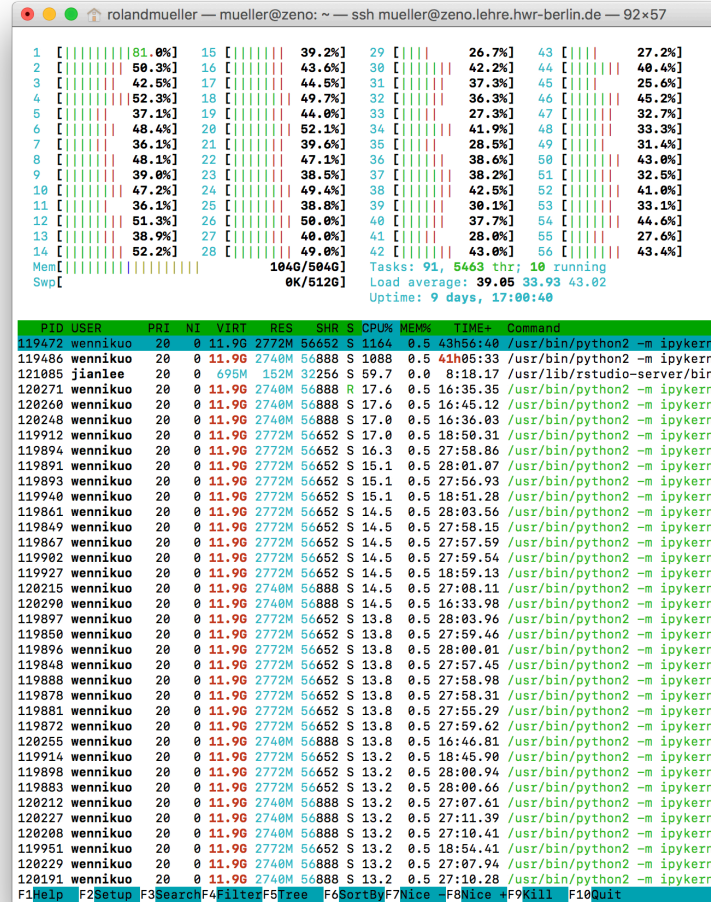 rolandmueller — mueller@zeno: ~ — ssh mueller@zeno.lehre.hwr-berlin.de — 92×57
1 [|||||||||81.0%] 15 [||||||| 39.2%] 29 [|||| 26.7%] 43 [|||| 27.2%]
2 [|||||||| 50.3%] 16 [||||||| 43.6%] 30 [||||||| 42.2%] 44 [||||||| 40.4%]
3 [||||||| 42.5%] 17 [||||||| 44.5%] 31 [|||||| 37.3%] 45 [|||| 25.6%]
4 [|||||||||52.3%] 18 [|||||||| 49.7%] 32 [|||||| 36.3%] 46 [||||||| 45.2%]
5 [|||||| 37.1%] 19 [||||||| 44.0%] 33 [|||| 27.3%] 47 [|||||| 32.7%]
6 [||||||| 48.4%] 20 [|||||||| 52.1%] 34 [||||||| 41.9%] 48 [|||||| 33.3%]
7 [|||||| 36.1%] 21 [||||||| 39.6%] 35 [||||| 28.5%] 49 [||||| 31.4%]
8 [|||||||| 48.1%] 22 [||||||| 47.1%] 36 [|||||| 38.6%] 50 [||||||| 43.0%]
9 [||||||| 39.0%] 23 [||||||| 38.5%] 37 [|||||| 38.2%] 51 [|||||| 32.5%]
10 [|||||||| 47.2%] 24 [|||||||| 49.4%] 38 [||||||| 42.5%] 52 [||||||| 41.0%]
11 [|||||| 36.1%] 25 [||||||| 38.8%] 39 [||||| 30.1%] 53 [|||||| 33.1%]
12 [|||||||| 51.3%] 26 [|||||||| 50.0%] 40 [|||||| 37.7%] 54 [||||||| 44.6%]
13 [||||||| 38.9%] 27 [||||||| 40.0%] 41 [||||| 28.0%] 55 [||||| 27.6%]
14 [|||||||| 52.2%] 28 [|||||||| 49.0%] 42 [||||||| 43.0%] 56 [||||||| 43.4%]
Mem[||||||||||||||||||| 104G/504G] Tasks: 91, 5463 thr; 10 running
Swp[ 0K/512G] Load average: 39.05 33.93 43.02
Uptime: 9 days, 17:00:40
PID USER PRI NI VIRT RES SHR S CPU% MEM% TIME+ Command
119472 wennikuo 20 0 11.9G 2772M 56652 S 1164 0.5 43h56:40 /usr/bin/python2 -m ipykern
119486 wennikuo 20 0 11.9G 2740M 56888 S 1088 0.5 41h05:33 /usr/bin/python2 -m ipykern
121085 jianlee 20 0 695M 152M 32256 S 59.7 0.0 8:18.17 /usr/lib/rstudio-server/bin
120271 wennikuo 20 0 11.9G 2740M 56888 R 17.6 0.5 16:35.35 /usr/bin/python2 -m ipykern
120260 wennikuo 20 0 11.9G 2740M 56888 S 17.6 0.5 16:45.12 /usr/bin/python2 -m ipykern
120248 wennikuo 20 0 11.9G 2740M 56888 S 17.0 0.5 16:36.03 /usr/bin/python2 -m ipykern
119912 wennikuo 20 0 11.9G 2772M 56652 S 17.0 0.5 18:50.31 /usr/bin/python2 -m ipykern
119894 wennikuo 20 0 11.9G 2772M 56652 S 16.3 0.5 27:58.86 /usr/bin/python2 -m ipykern
119891 wennikuo 20 0 11.9G 2772M 56652 S 15.1 0.5 28:01.07 /usr/bin/python2 -m ipykern
119893 wennikuo 20 0 11.9G 2772M 56652 S 15.1 0.5 27:56.93 /usr/bin/python2 -m ipykern
119940 wennikuo 20 0 11.9G 2772M 56652 S 15.1 0.5 18:51.28 /usr/bin/python2 -m ipykern
119861 wennikuo 20 0 11.9G 2772M 56652 S 14.5 0.5 28:03.56 /usr/bin/python2 -m ipykern
119849 wennikuo 20 0 11.9G 2772M 56652 S 14.5 0.5 27:58.15 /usr/bin/python2 -m ipykern
119867 wennikuo 20 0 11.9G 2772M 56652 S 14.5 0.5 27:57.59 /usr/bin/python2 -m ipykern
119902 wennikuo 20 0 11.9G 2772M 56652 S 14.5 0.5 27:59.54 /usr/bin/python2 -m ipykern
119927 wennikuo 20 0 11.9G 2772M 56652 S 14.5 0.5 18:59.13 /usr/bin/python2 -m ipykern
120215 wennikuo 20 0 11.9G 2740M 56888 S 14.5 0.5 27:08.11 /usr/bin/python2 -m ipykern
120290 wennikuo 20 0 11.9G 2740M 56888 S 14.5 0.5 16:33.98 /usr/bin/python2 -m ipykern
119897 wennikuo 20 0 11.9G 2772M 56652 S 13.8 0.5 28:03.96 /usr/bin/python2 -m ipykern
119850 wennikuo 20 0 11.9G 2772M 56652 S 13.8 0.5 27:59.46 /usr/bin/python2 -m ipykern
119896 wennikuo 20 0 11.9G 2772M 56652 S 13.8 0.5 28:00.01 /usr/bin/python2 -m ipykern
119848 wennikuo 20 0 11.9G 2772M 56652 S 13.8 0.5 27:57.45 /usr/bin/python2 -m ipykern
119888 wennikuo 20 0 11.9G 2772M 56652 S 13.8 0.5 27:58.98 /usr/bin/python2 -m ipykern
119878 wennikuo 20 0 11.9G 2772M 56652 S 13.8 0.5 27:58.31 /usr/bin/python2 -m ipykern
119881 wennikuo 20 0 11.9G 2772M 56652 S 13.8 0.5 27:55.29 /usr/bin/python2 -m ipykern
119872 wennikuo 20 0 11.9G 2772M 56652 S 13.8 0.5 27:59.62 /usr/bin/python2 -m ipykern
120255 wennikuo 20 0 11.9G 2740M 56888 S 13.8 0.5 16:46.81 /usr/bin/python2 -m ipykern
119914 wennikuo 20 0 11.9G 2772M 56652 S 13.2 0.5 18:45.90 /usr/bin/python2 -m ipykern
119898 wennikuo 20 0 11.9G 2772M 56652 S 13.2 0.5 28:00.94 /usr/bin/python2 -m ipykern
119883 wennikuo 20 0 11.9G 2772M 56652 S 13.2 0.5 28:00.66 /usr/bin/python2 -m ipykern
120212 wennikuo 20 0 11.9G 2740M 56888 S 13.2 0.5 27:07.61 /usr/bin/python2 -m ipykern
120227 wennikuo 20 0 11.9G 2740M 56888 S 13.2 0.5 27:11.39 /usr/bin/python2 -m ipykern
120208 wennikuo 20 0 11.9G 2740M 56888 S 13.2 0.5 27:10.41 /usr/bin/python2 -m ipykern
119951 wennikuo 20 0 11.9G 2772M 56652 S 13.2 0.5 18:54.41 /usr/bin/python2 -m ipykern
120229 wennikuo 20 0 11.9G 2740M 56888 S 13.2 0.5 27:07.94 /usr/bin/python2 -m ipykern
120191 wennikuo 20 0 11.9G 2740M 56888 S 13.2 0.5 27:10.28 /usr/bin/python2 -m ipykern
F1Help F2Setup F3SearchF4FilterF5Tree F6SortByF7Nice -F8Nice +F9Kill F10Quit